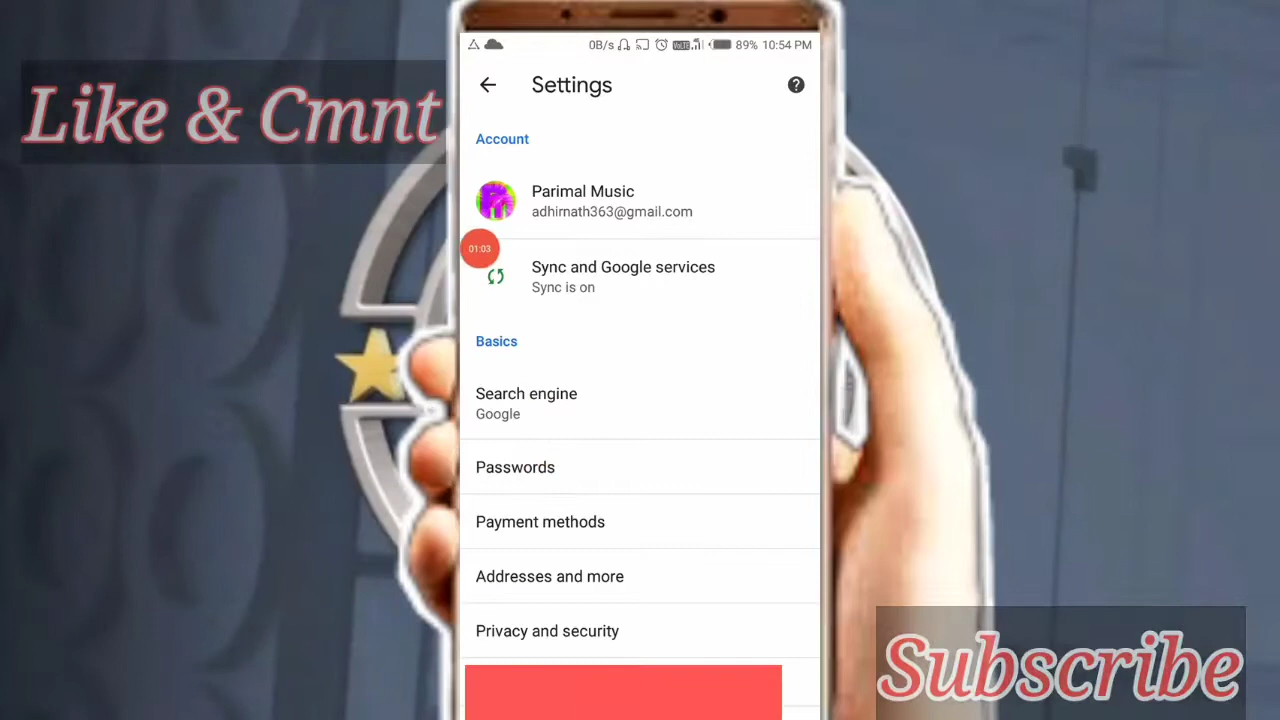 0B/s 89% 10:54 PM
Settings
Like & Cmnt
Account
Parimal Music
adhirnath363@gmail.com
01:03
Sync and Google services
Sync is on
Basics
Search engine
Google
Passwords
Payment methods
Addresses and more
Privacy and security
Subscribe